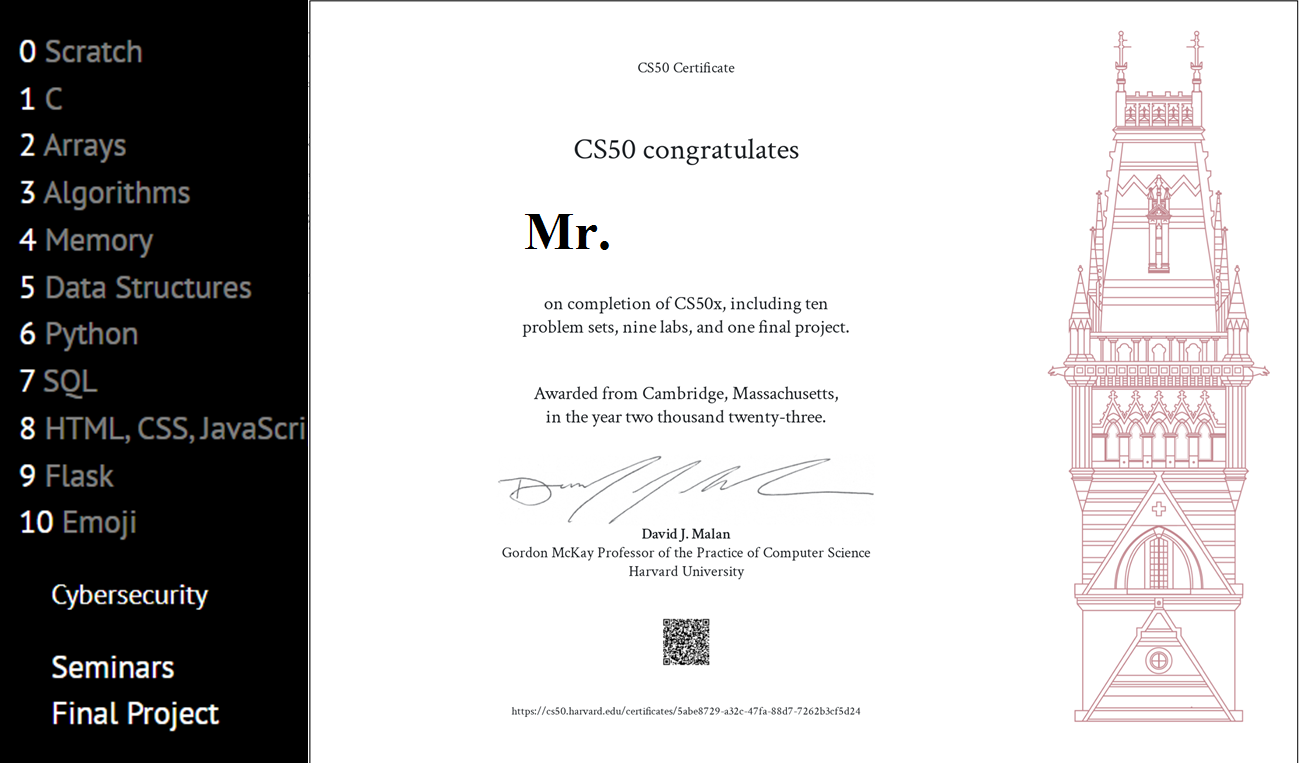 0 Scratch
1 C
2 Arrays
3 Algorithms
4 Memory
5 Data Structures
6 Python
7 SQL
8 HTML, CSS, JavaScri
9 Flask
10 Emoji
Cybersecurity
Seminars
Final Project
CS50 Certificate
CS50 congratulates
Mr.
on completion of CS50x, including ten
problem sets, nine labs, and one final project.
Awarded from Cambridge, Massachusetts,
in the year two thousand twenty-three.
David J. Malan
Gordon McKay Professor of the Practice of Computer Science
Harvard University
https://cs50.harvard.edu/certificates/5abe8729-a32c-47fa-88d7-7262b3cf5d24